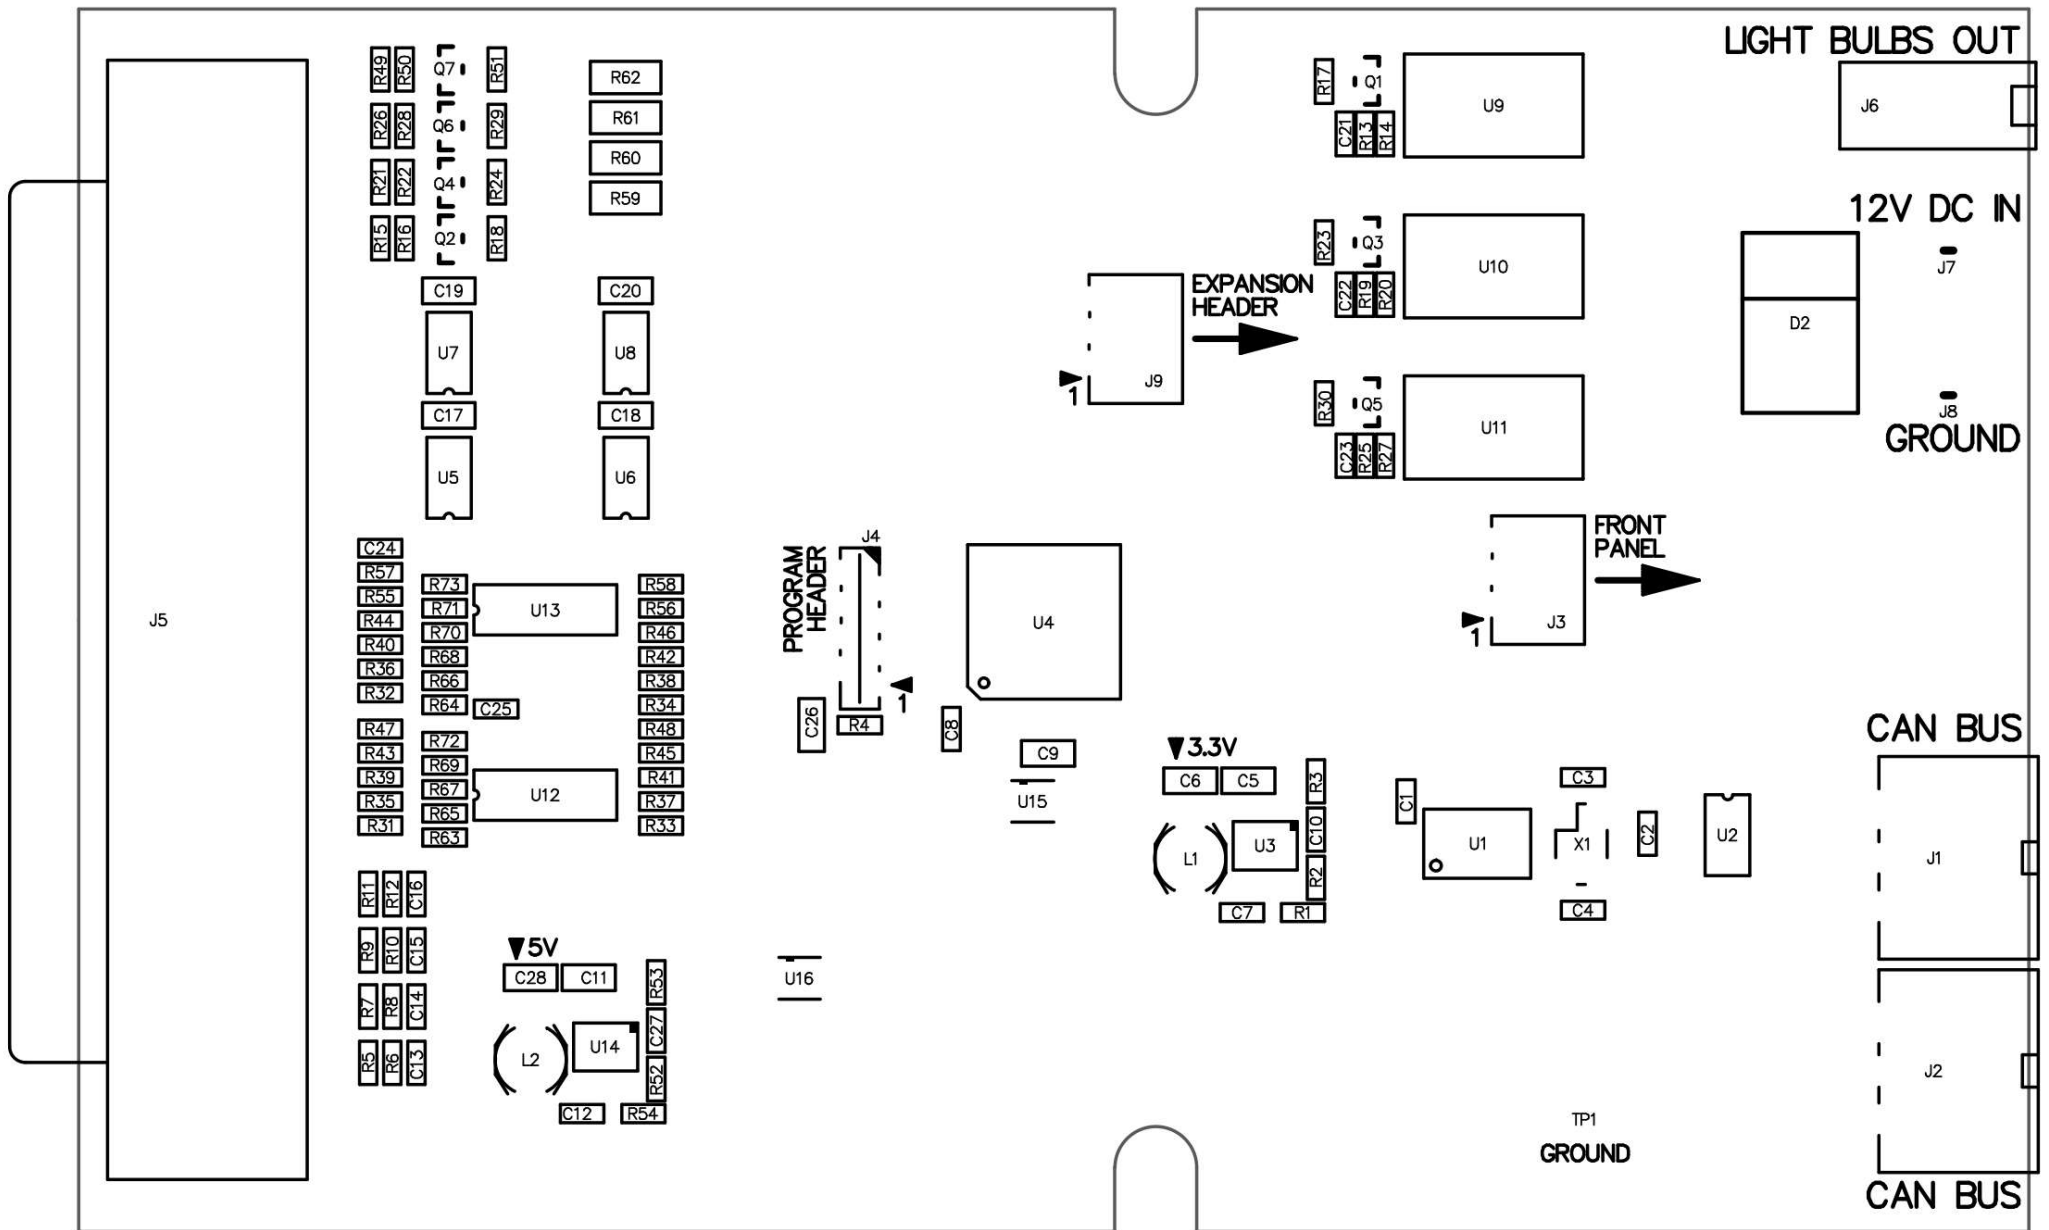 LIGHT BULBS OUT
J6
12V DC IN
J7
D2
J8
GROUND
R49
R50
Q7
R51
R26
R28
Q6
R29
R21
R22
Q4
R24
R15
R16
Q2
R18
R62
R61
R60
R59
C19
C20
U7
U8
C17
C18
U5
U6
J5
R17
Q1
U9
C21
R13
R14
R23
Q3
U10
C22
R19
R20
R30
Q5
U11
C23
R25
R27
EXPANSION
HEADER
J9
1
FRONT
PANEL
J3
1
J4
PROGRAM
HEADER
1
U4
C26
R4
C8
C9
U15
C24
R57
R55
R44
R40
R36
R32
R47
R43
R39
R35
R31
R73
R71
R70
R68
R66
R64
C25
R72
R69
R67
R65
R63
U13
U12
R58
R56
R46
R42
R38
R34
R48
R45
R41
R37
R33
3.3V
C6
C5
R3
L1
U3
C10
R2
C7
R1
C1
U1
C3
X1
C4
C2
U2
CAN BUS
J1
J2
CAN BUS
R11
R12
C16
R9
R10
C15
R7
R8
C14
R5
R6
C13
5V
C28
C11
R53
L2
U14
C27
R52
C12
R54
U16
TP1
GROUND